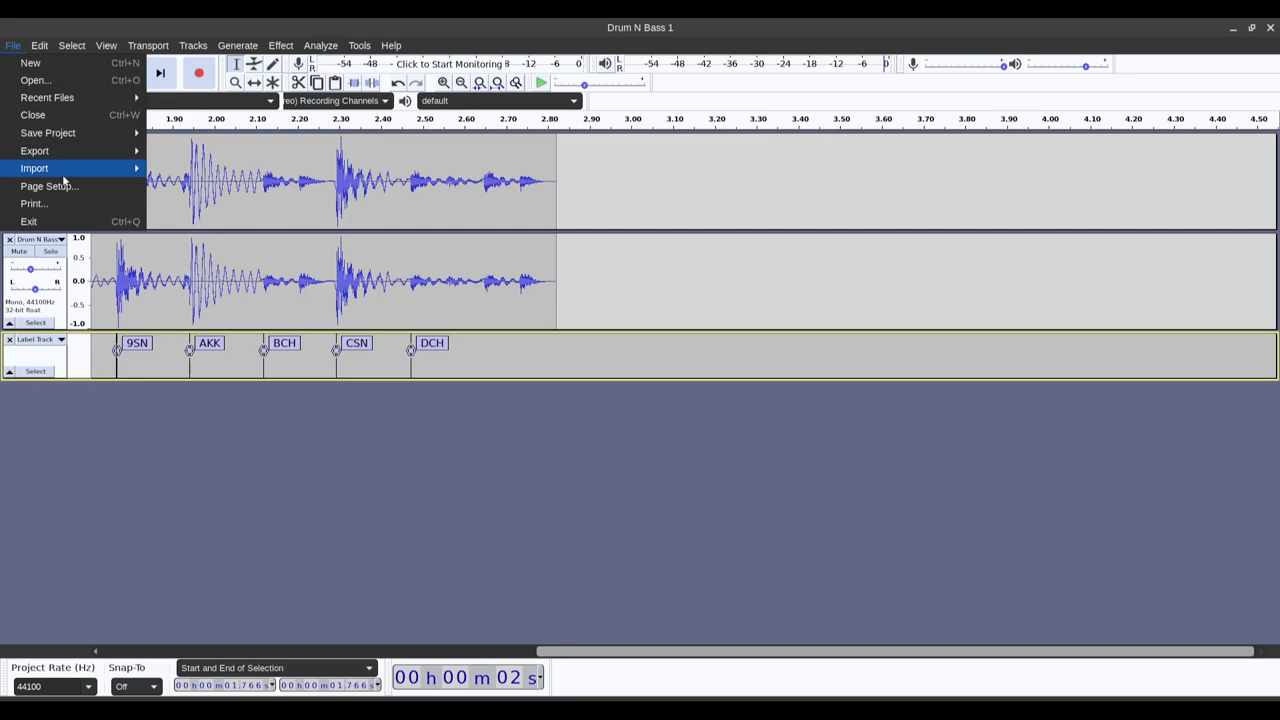 Drum N Bass 1
File Edit Select View Transport Tracks Generate Effect Analyze Tools Help
New Ctrl+N
Open... Ctrl+O
Recent Files
Close Ctrl+W
Save Project
Export
Import
Page Setup...
Print...
Exit Ctrl+Q
L R -54 -48 Click to Start Monitoring 8 -12 -6 0
L R -54 -48 -42 -36 -30 -24 -18 -12 -6 0
reo) Recording Channels default
1.90 2.00 2.10 2.20 2.30 2.40 2.50 2.60 2.70 2.80 2.90 3.00 3.10 3.20 3.30 3.40 3.50 3.60 3.70 3.80 3.90 4.00 4.10 4.20 4.30 4.40 4.50
Drum N Bass
Mute Solo
- +
L R
Mono, 44100Hz
32-bit float
Select
1.0
0.5
0.0
-0.5
-1.0
Label Track
Select
9SN AKK BCH CSN DCH
Project Rate (Hz) Snap-To Start and End of Selection
44100 Off 00 h 00 m 01.766 s 00 h 00 m 01.766 s
00 h 00 m 02 s